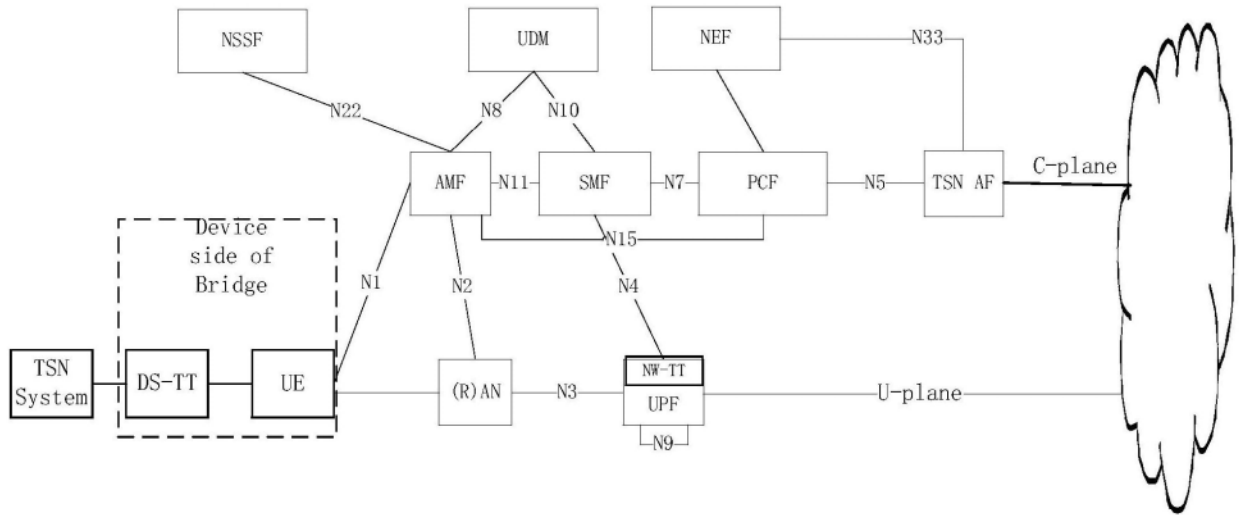 NSSF
UDM
NEF
N33
N22
N8
N10
AMF
N11
SMF
N7
PCF
N5
TSN AF
C-plane
Device
side of
Bridge
N15
N1
N2
N4
TSN
System
DS-TT
UE
(R)AN
N3
NW-TT
UPF
U-plane
N9